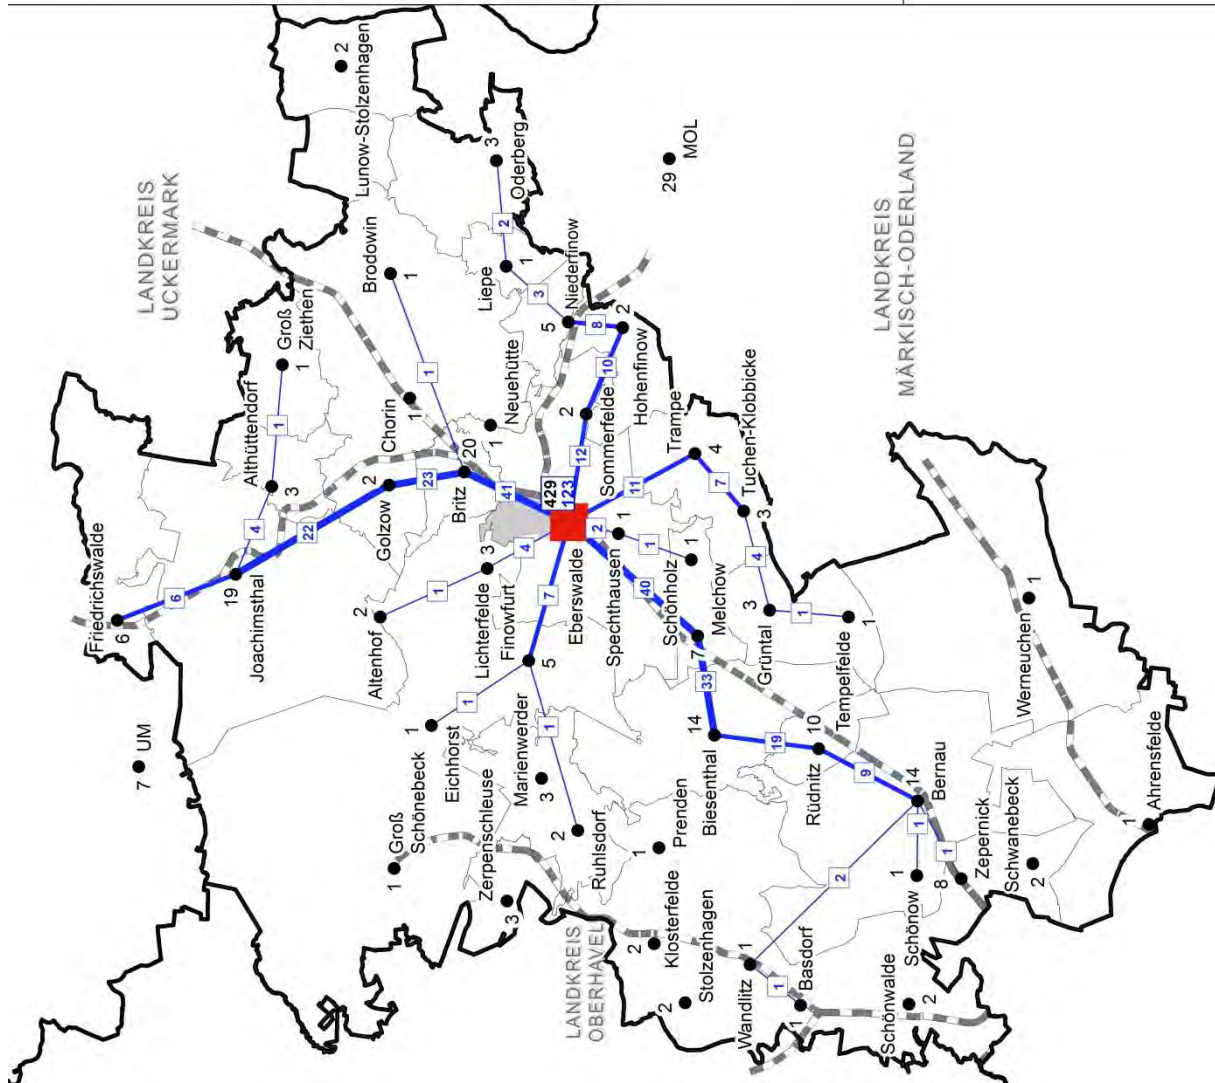 7 UM
Friedrichswalde
6
6
Joachimsthal
19
4
Althüttendorf
3
1
Groß
Ziethen
1
LANDKREIS
UCKERMARK
Lunow-Stolzenhagen
2
22
Golzow
2
23
Chorin
1
Britz
20
1
Brodowin
1
41
Neuehütte
1
Altenhof
2
1
Lichterfelde
3
4
Finowfurt
5
7
Eberswalde
429
123
Liepe
1
2
Oderberg
3
3
Niederfinow
5
8
Hohenfinow
2
10
Sommerfelde
2
12
29
MOL
Groß
Schönebeck
1
Eichhorst
1
1
Zerpenschleuse
3
Marienwerder
3
1
Ruhlsdorf
2
Spechthausen
1
2
Schönholz
1
1
11
Trampe
4
7
Tuchen-Klobbicke
3
4
Grüntal
3
1
Tempelfelde
1
40
Melchow
7
33
Biesenthal
14
19
Rüdnitz
10
9
Bernau
14
Prenden
1
LANDKREIS
OBERHAVEL
Klosterfelde
2
Stolzenhagen
2
Wandlitz
1
2
1
Basdorf
1
Schönwalde
2
Schönow
1
1
Zepernick
8
1
Schwanebeck
2
Werneuchen
1
Ahrensfelde
1
LANDKREIS
MÄRKISCH-ODERLAND